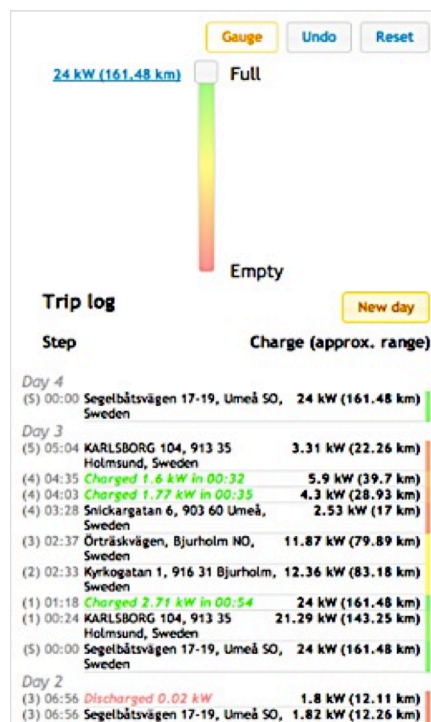 Gauge Undo Reset
24 kW (161.48 km) Full
Empty
Trip log New day
Step Charge (approx. range)
Day 4
(S) 00:00 Segelbåtsvägen 17-19, Umeå SO, 24 kW (161.48 km)
Sweden
Day 3
(5) 05:04 KARLSBORG 104, 913 35 3.31 kW (22.26 km)
Holmsund, Sweden
(4) 04:35 Charged 1.6 kW in 00:32 5.9 kW (39.7 km)
(4) 04:03 Charged 1.77 kW in 00:35 4.3 kW (28.93 km)
(4) 03:28 Snickargatan 6, 903 60 Umeå, 2.53 kW (17 km)
Sweden
(3) 02:37 Örträskvägen, Bjurholm NO, 11.87 kW (79.89 km)
Sweden
(2) 02:33 Kyrkogatan 1, 916 31 Bjurholm, 12.36 kW (83.18 km)
Sweden
(1) 01:18 Charged 2.71 kW in 00:54 24 kW (161.48 km)
(1) 00:24 KARLSBORG 104, 913 35 21.29 kW (143.25 km)
Holmsund, Sweden
(S) 00:00 Segelbåtsvägen 17-19, Umeå SO, 24 kW (161.48 km)
Sweden
Day 2
(3) 06:56 Discharged 0.02 kW 1.8 kW (12.11 km)
(3) 06:56 Segelbåtsvägen 17-19, Umeå SO, 1.82 kW (12.26 km)